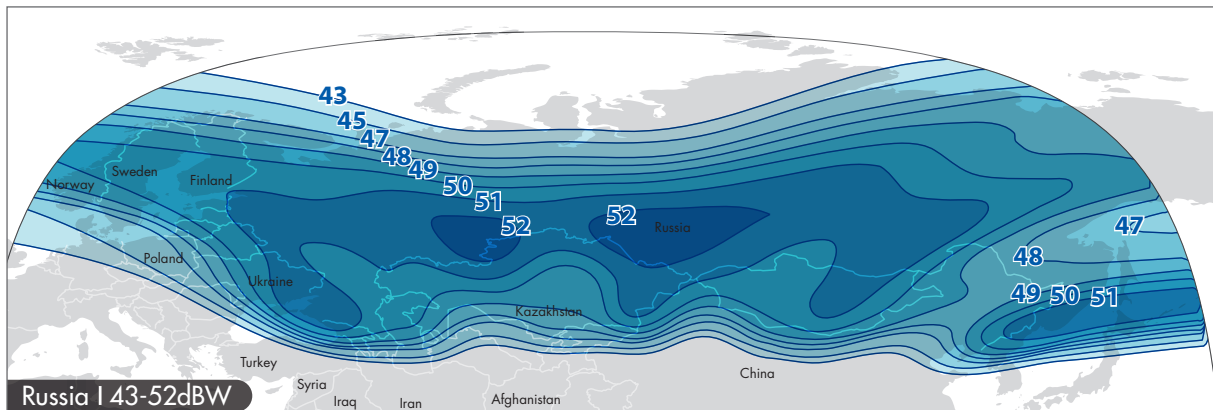 43
45
47
48
49
50
51
52
52
Norway
Sweden
Finland
Russia
47
48
Poland
Ukraine
49 50 51
Kazakhstan
Turkey
Syria
China
Iraq
Iran
Afghanistan
Russia I 43-52dBW